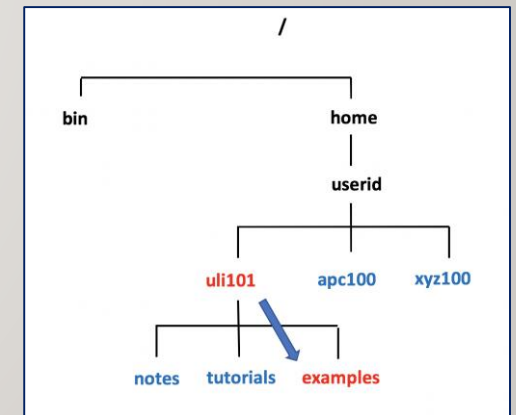 /
bin home
userid
uli101 apc100 xyz100
notes tutorials examples